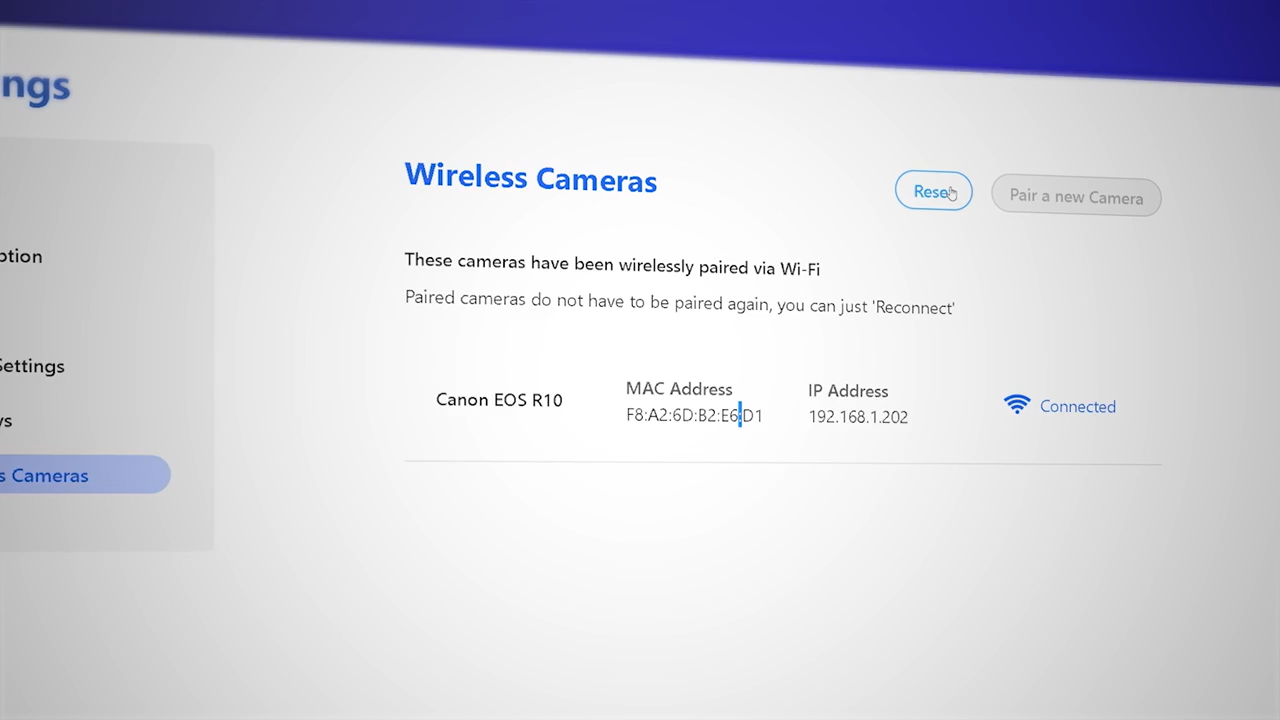 ngs
Wireless Cameras
Rese
Pair a new Camera
ption
Settings
ys
s Cameras
These cameras have been wirelessly paired via Wi-Fi
Paired cameras do not have to be paired again, you can just 'Reconnect'
Canon EOS R10
MAC Address
F8:A2:6D:B2:E6:D1
IP Address
192.168.1.202
Connected